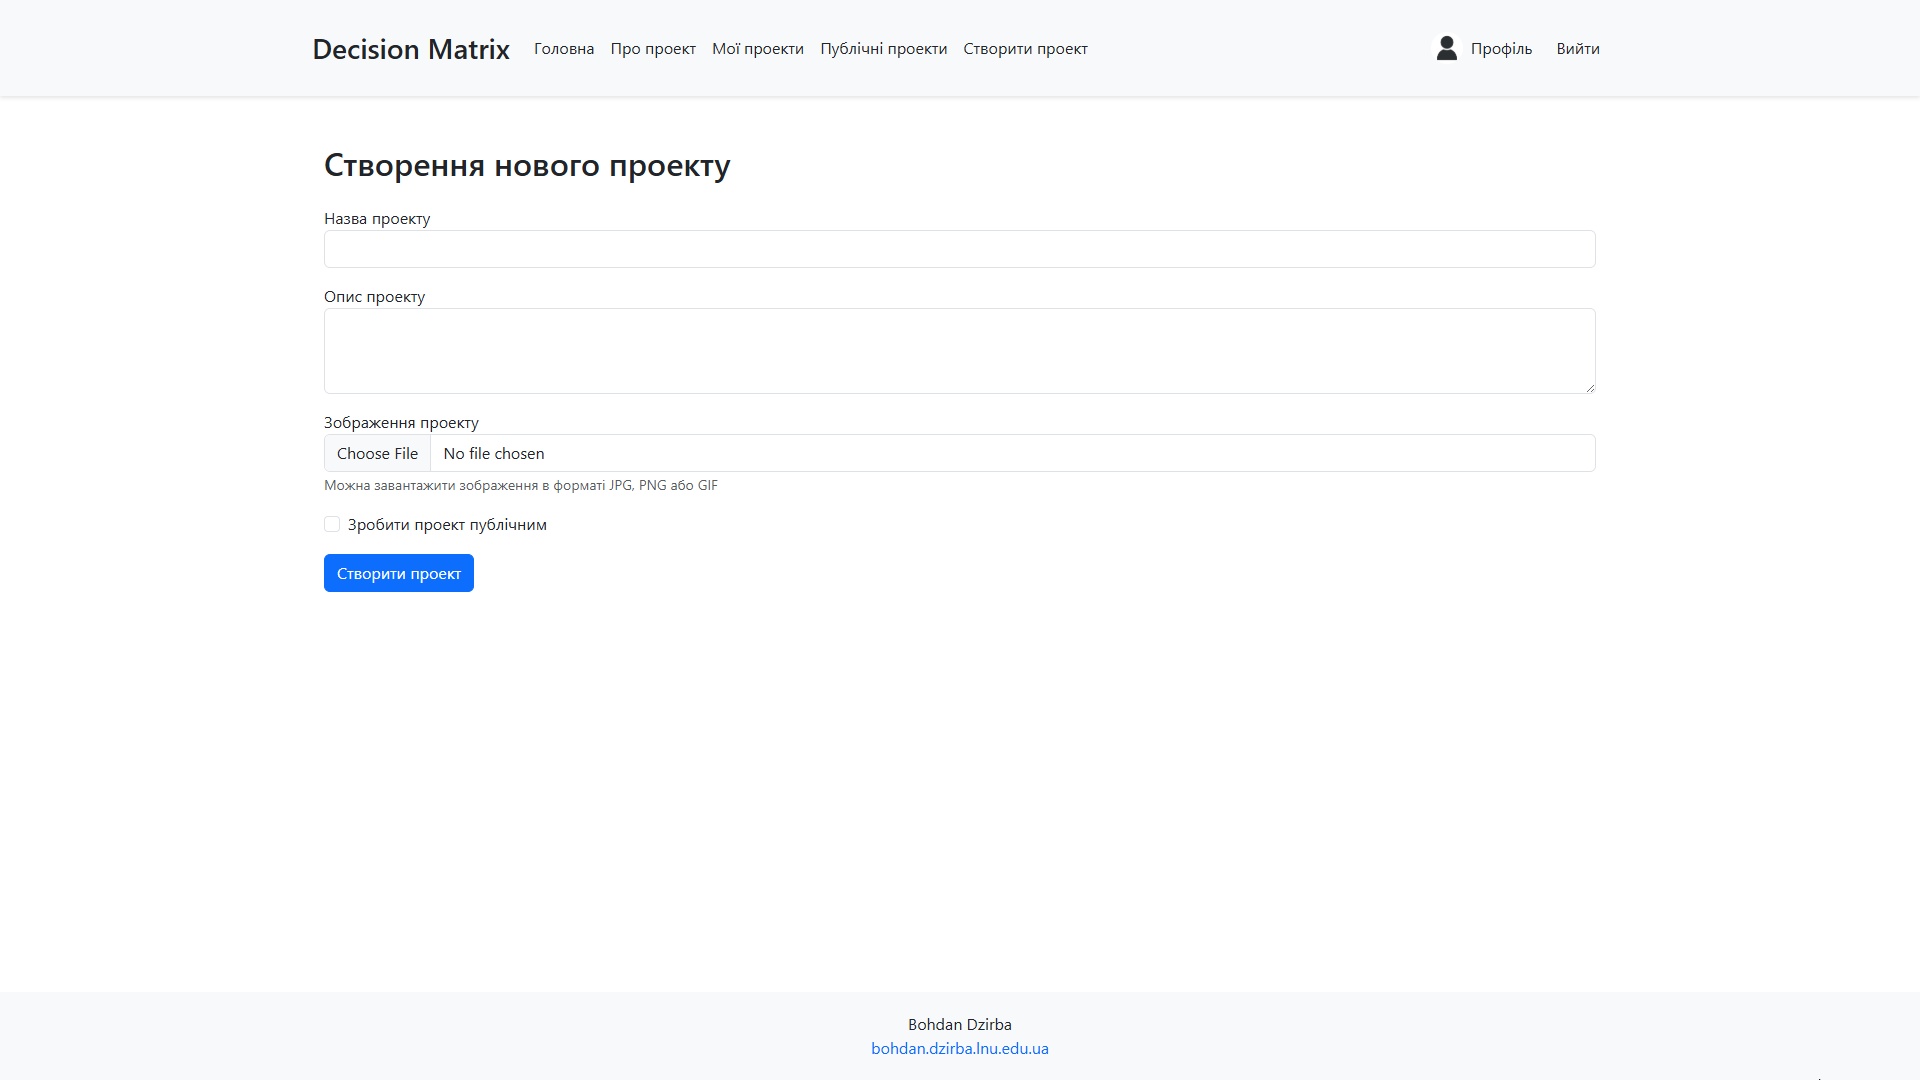 Decision Matrix Головна Про проект Мої проекти Публічні проекти Створити проект Профіль Вийти
Створення нового проекту
Назва проекту
Опис проекту
Зображення проекту
Choose File No file chosen
Можна завантажити зображення в форматі JPG, PNG або GIF
Зробити проект публічним
Створити проект
Bohdan Dzirba
bohdan.dzirba.lnu.edu.ua